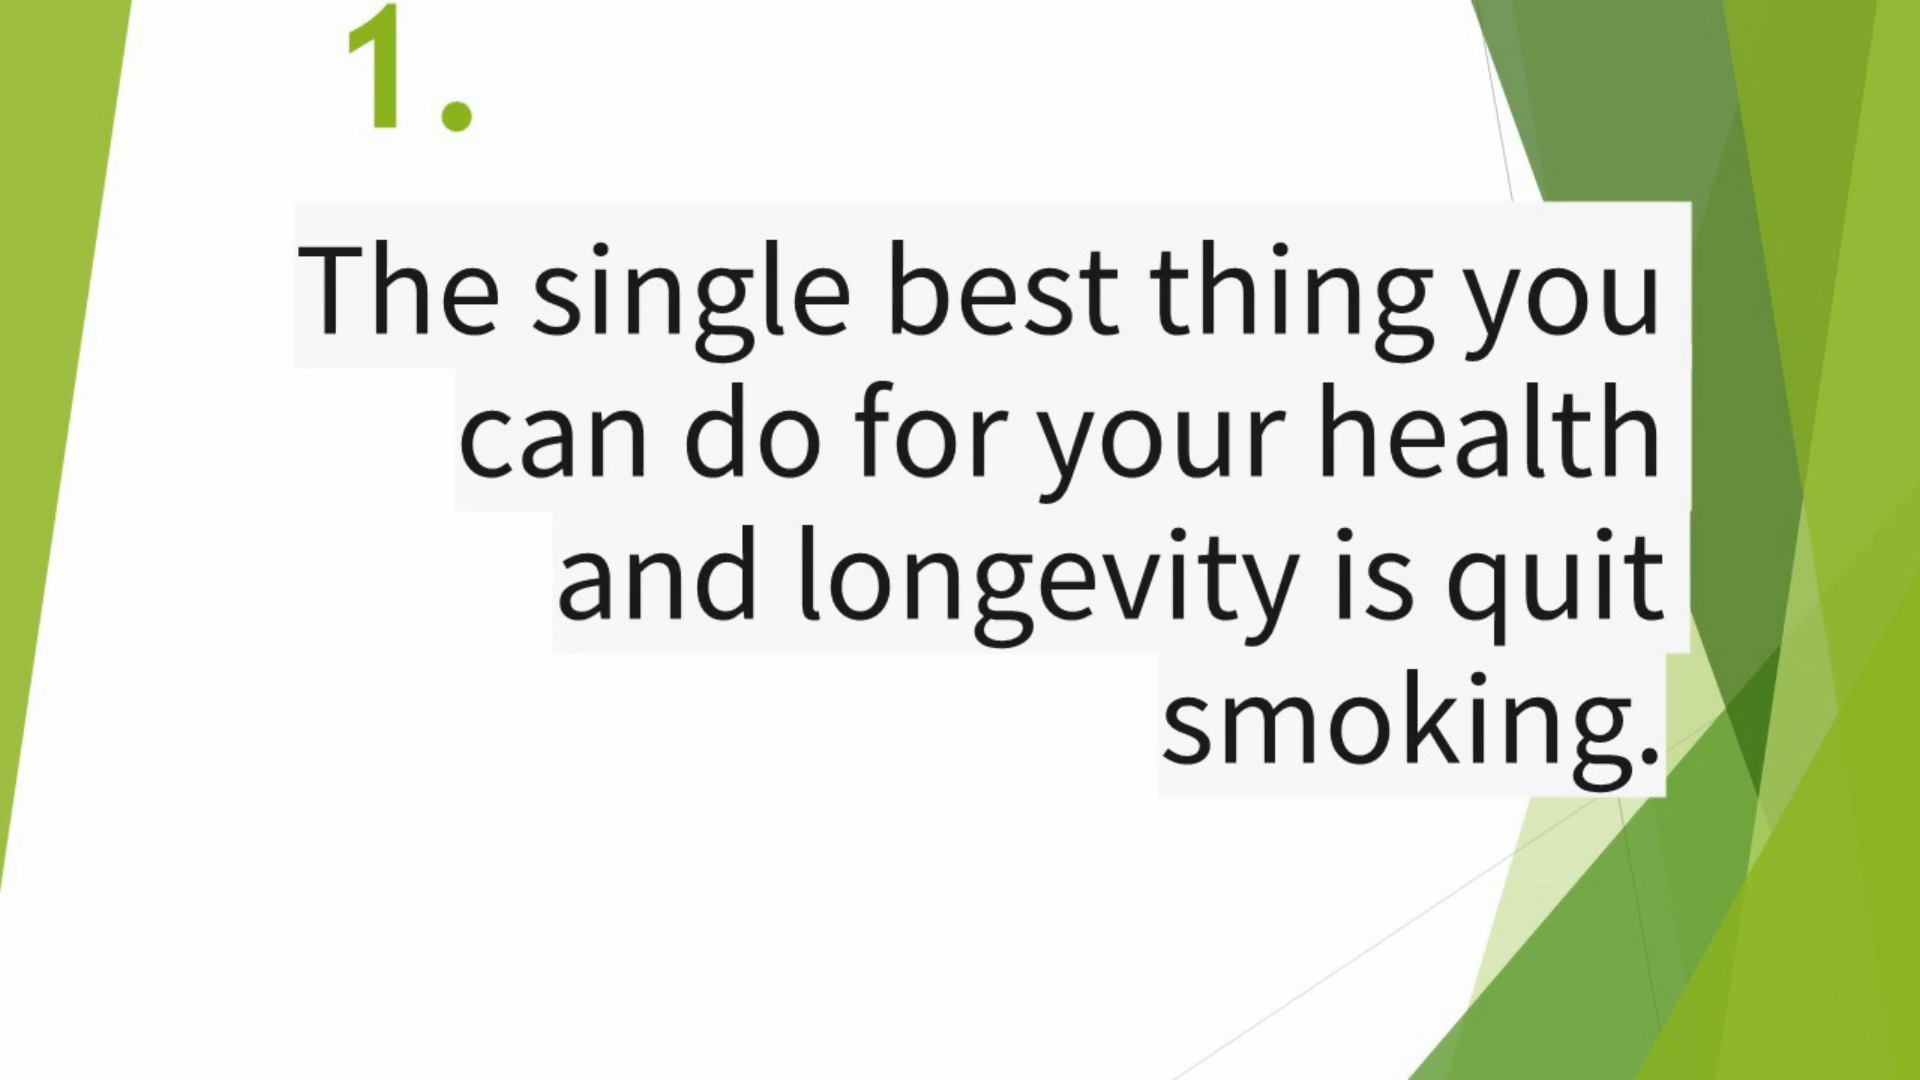 1.
The single best thing you
can do for your health
and longevity is quit
smoking.